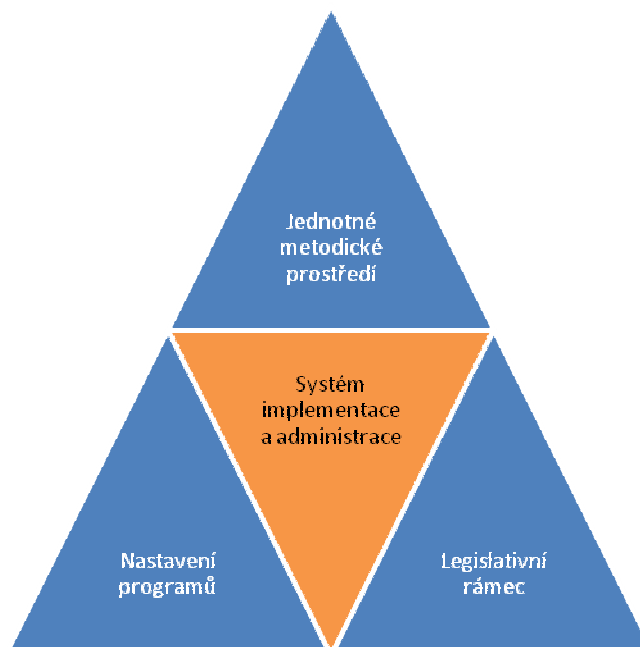 Jednotné
metodické
prostředí
Systém
implementace
a administrace
Nastavení
programů
Legislativní
rámec